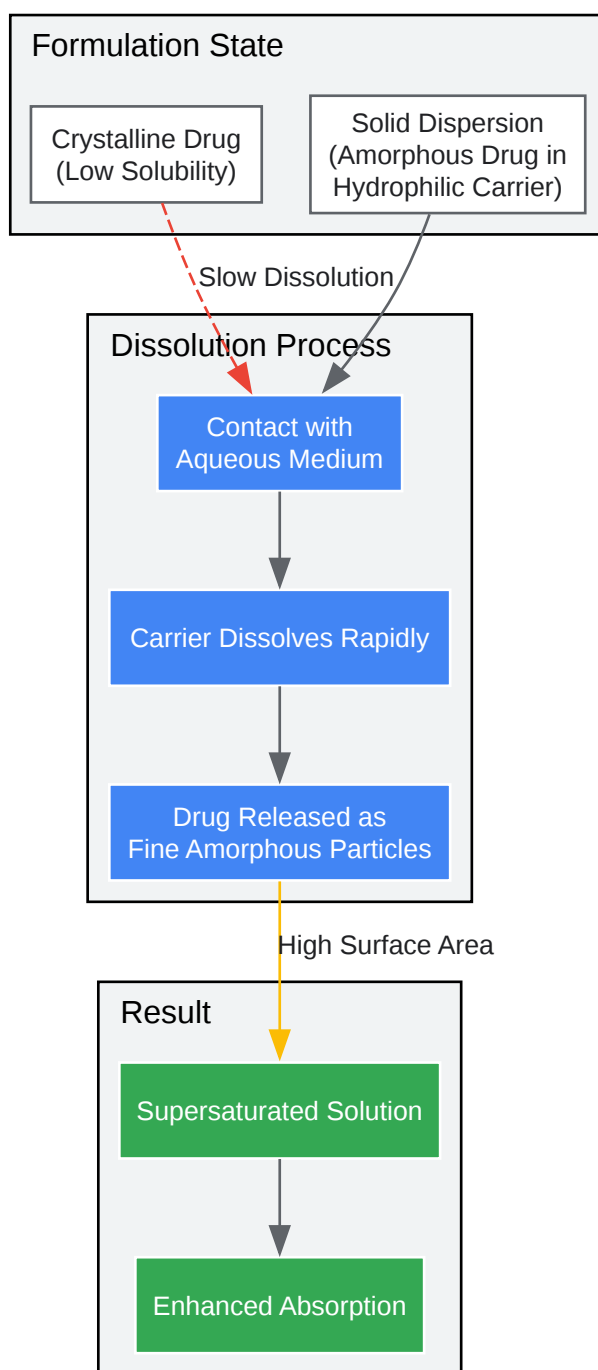 Formulation State
Crystalline Drug
(Low Solubility)
Solid Dispersion
(Amorphous Drug in
Hydrophilic Carrier)
Slow Dissolution
Dissolution Process
Contact with
Aqueous Medium
Carrier Dissolves Rapidly
Drug Released as
Fine Amorphous Particles
High Surface Area
Result
Supersaturated Solution
Enhanced Absorption